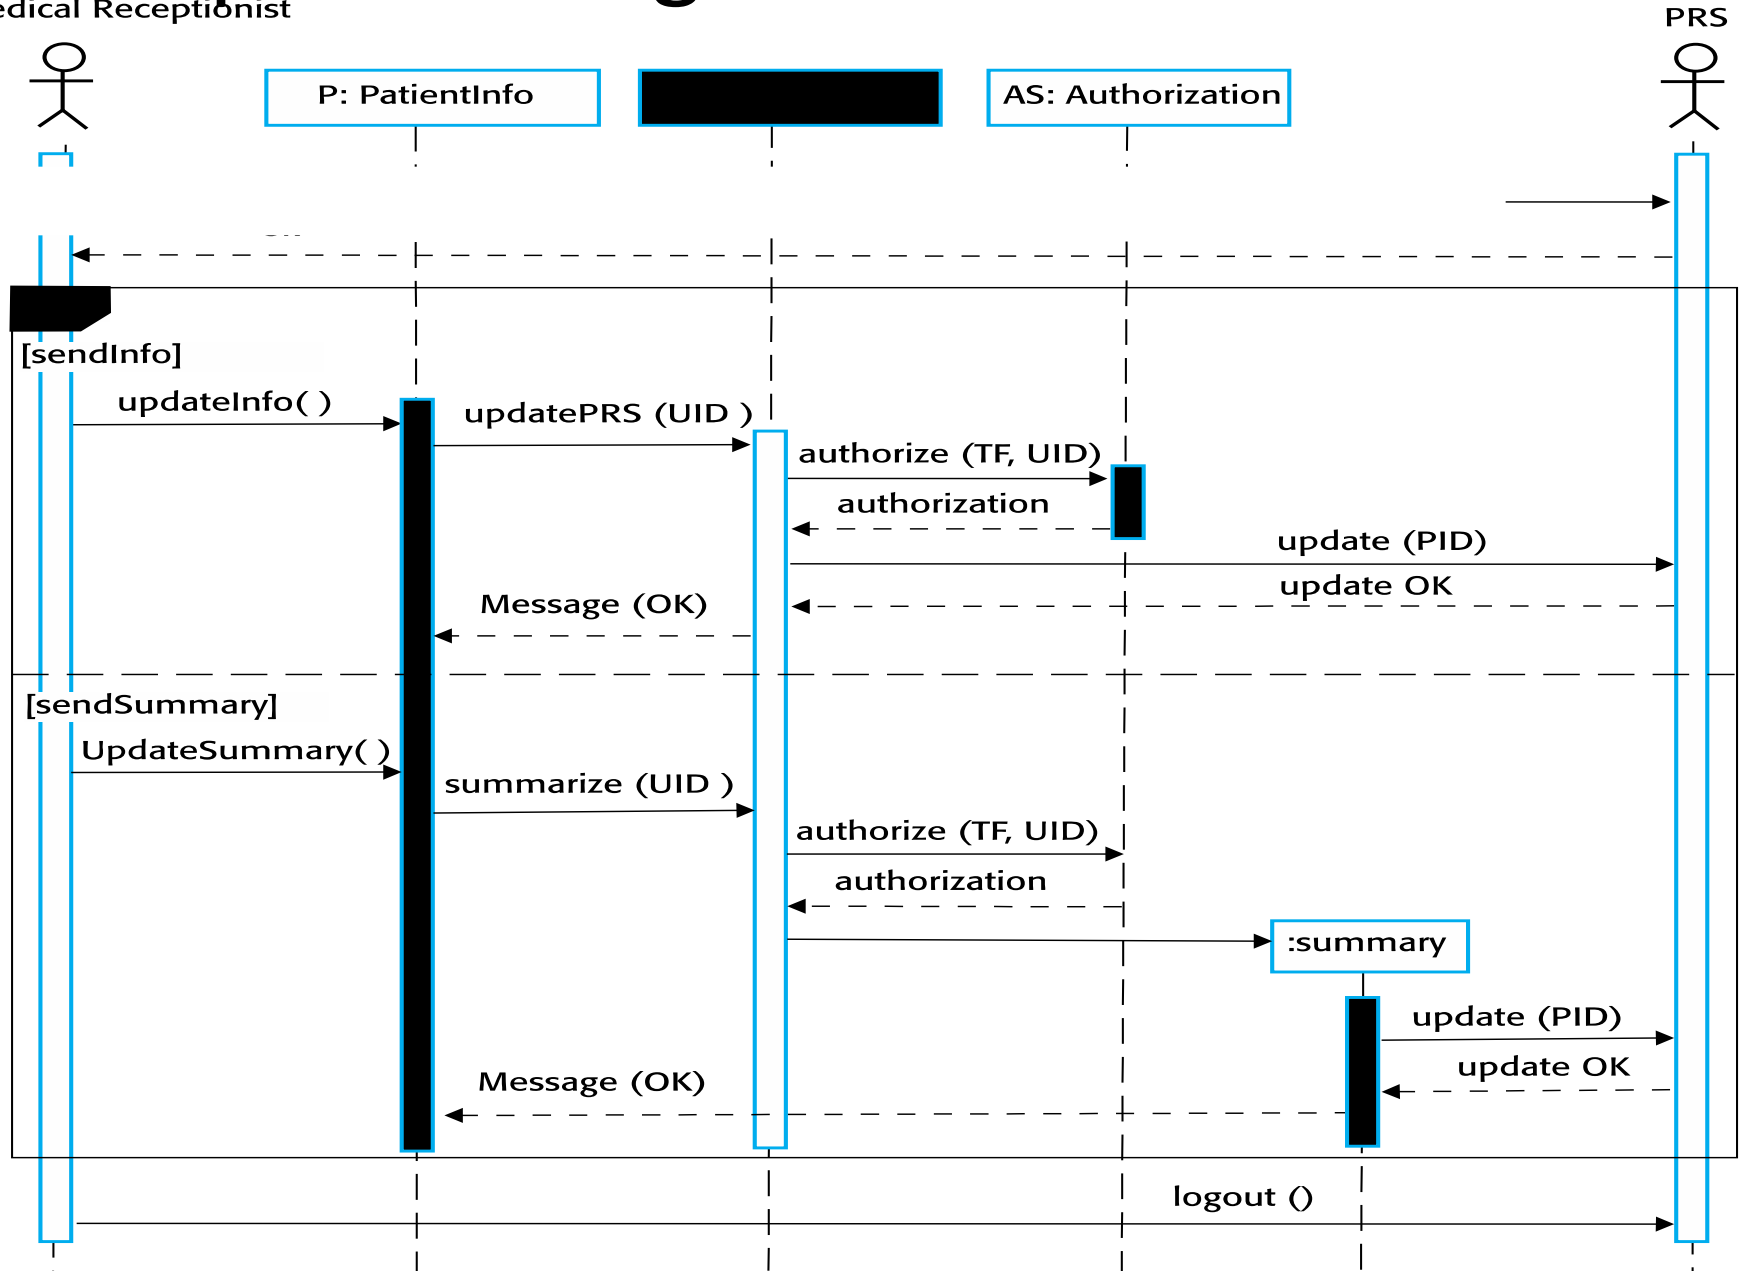 Receptionist
PRS
P: PatientInfo
AS: Authorization
[sendInfo]
updateInfo( )
updatePRS (UID )
authorize (TF, UID)
authorization
update (PID)
update OK
Message (OK)
[sendSummary]
UpdateSummary( )
summarize (UID )
authorize (TF, UID)
authorization
:summary
update (PID)
update OK
Message (OK)
logout ()